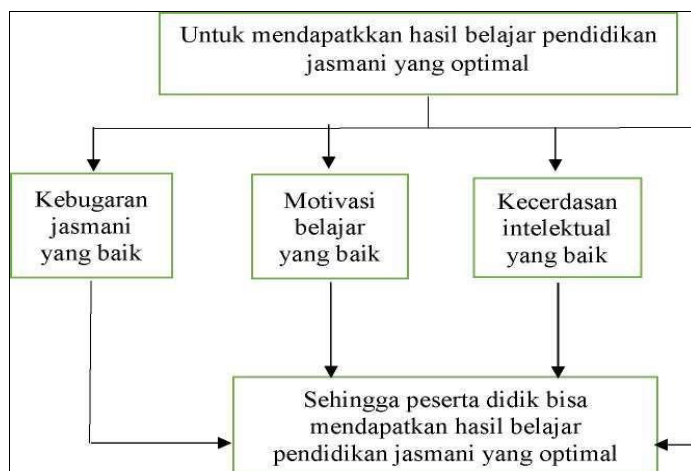 Untuk mendapatkkan hasil belajar pendidikan
jasmani yang optimal
Kebugaran
jasmani
yang baik
Motivasi
belajar
yang baik
Kecerdasan
intelektual
yang baik
Sehingga peserta didik bisa
mendapatkan hasil belajar
pendidikan jasmani yang optimal